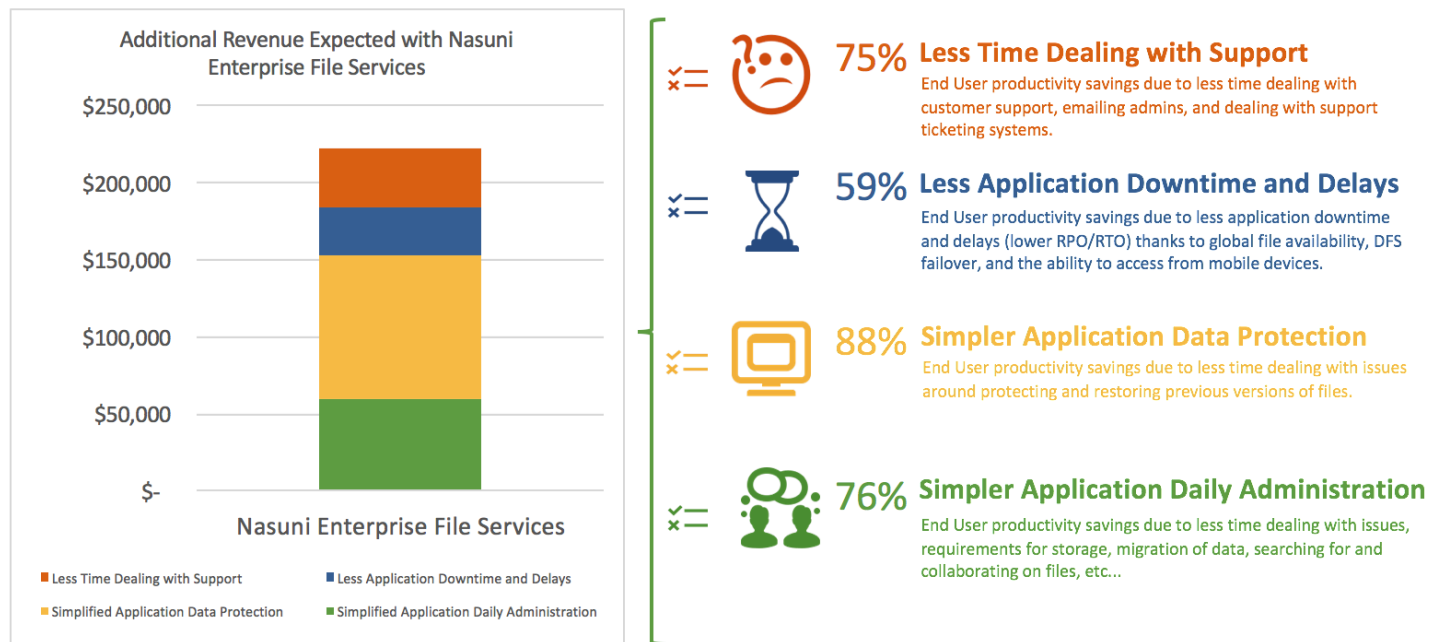 Additional Revenue Expected with Nasuni
Enterprise File Services
$250,000
$200,000
$150,000
$100,000
$50,000
$-
Nasuni Enterprise File Services
Less Time Dealing with Support
Less Application Downtime and Delays
Simplified Application Data Protection
Simplified Application Daily Administration
75% Less Time Dealing with Support
End User productivity savings due to less time dealing with
customer support, emailing admins, and dealing with support
ticketing systems.
59% Less Application Downtime and Delays
End User productivity savings due to less application downtime
and delays (lower RPO/RTO) thanks to global file availability, DFS
failover, and the ability to access from mobile devices.
88% Simpler Application Data Protection
End User productivity savings due to less time dealing with issues
around protecting and restoring previous versions of files.
76% Simpler Application Daily Administration
End User productivity savings due to less time dealing with issues,
requirements for storage, migration of data, searching for and
collaborating on files, etc...